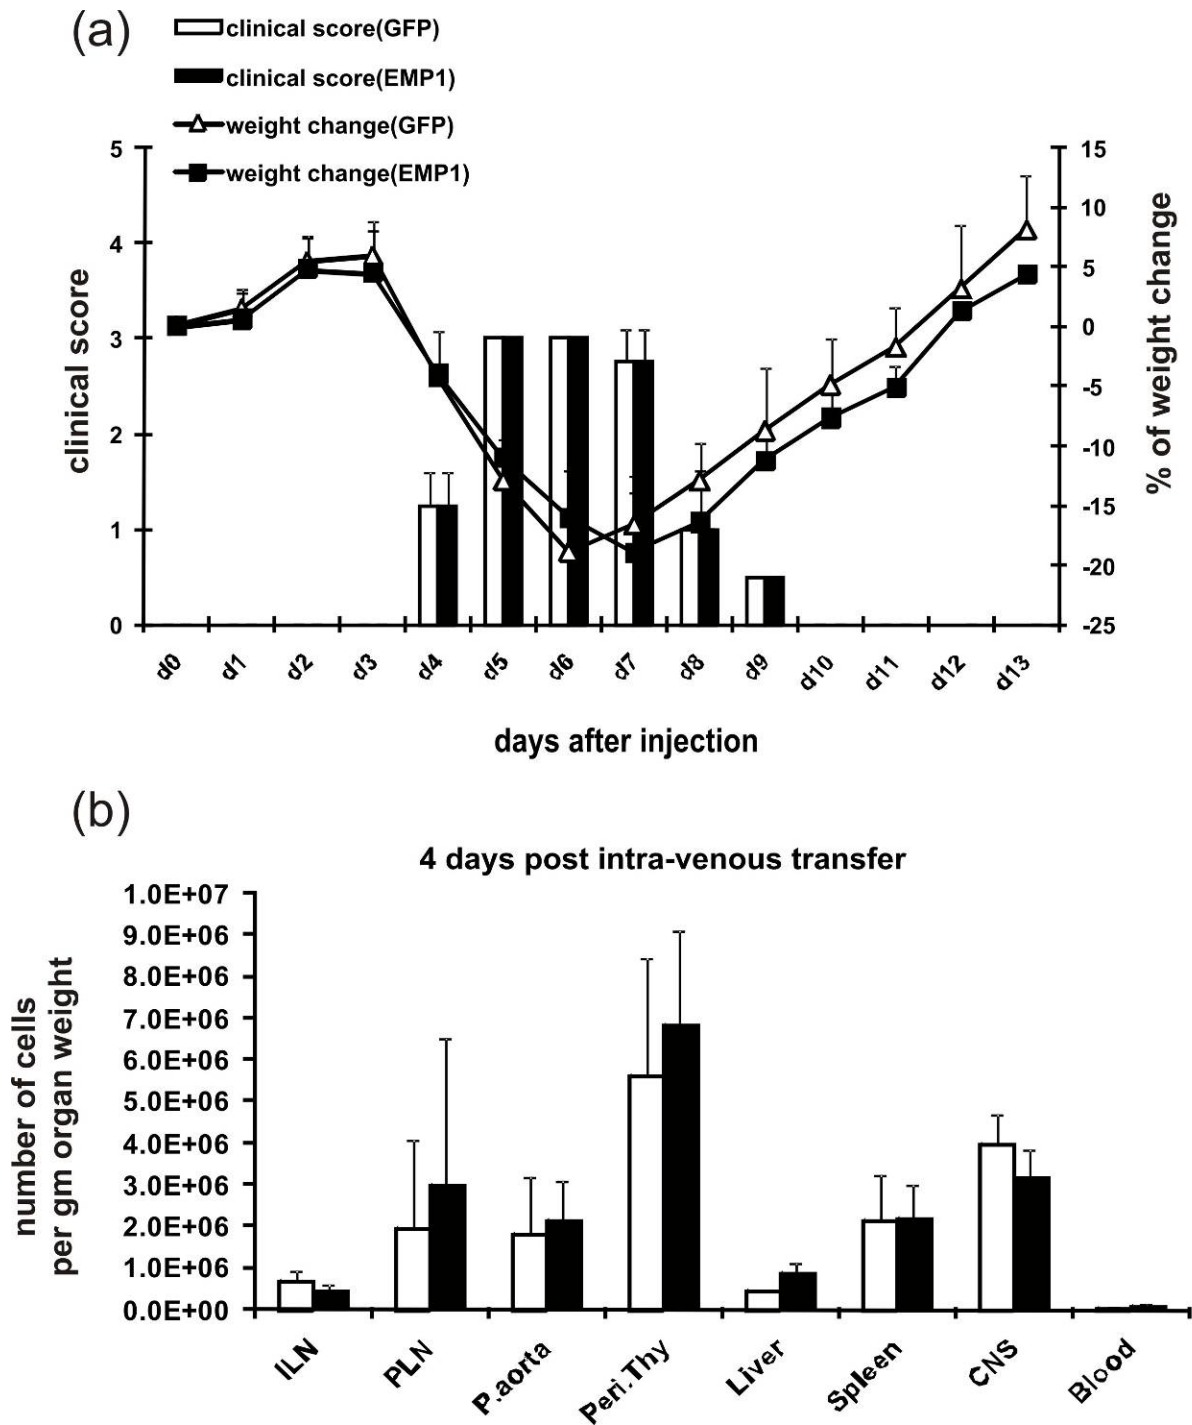 (a)
clinical score(GFP)
clinical score(EMP1)
weight change(GFP)
weight change(EMP1)
5
4
3
2
1
0
clinical score
15
10
5
0
-5
-10
-15
-20
-25
% of weight change
d0 d1 d2 d3 d4 d5 d6 d7 d8 d9 d10 d11 d12 d13
days after injection
(b)
4 days post intra-venous transfer
1.0E+07
9.0E+06
8.0E+06
7.0E+06
6.0E+06
5.0E+06
4.0E+06
3.0E+06
2.0E+06
1.0E+06
0.0E+00
number of cells
per gm organ weight
ILN PLN P.aorta Peri.Thy Liver Spleen CNS Blood